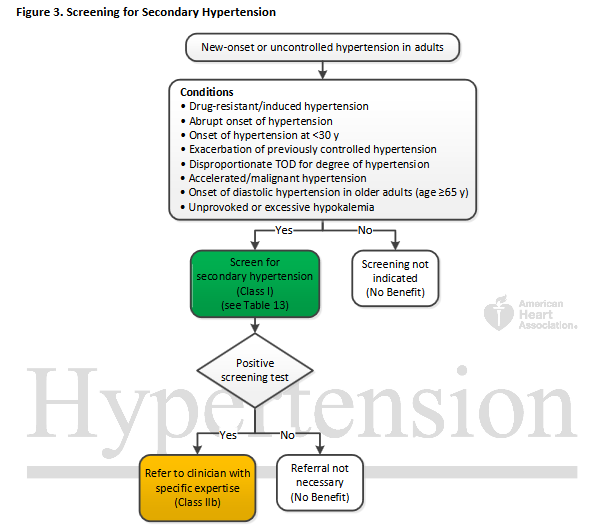 Figure 3. Screening for Secondary Hypertension
New-onset or uncontrolled hypertension in adults
Conditions
• Drug-resistant/induced hypertension
• Abrupt onset of hypertension
• Onset of hypertension at <30 y
• Exacerbation of previously controlled hypertension
• Disproportionate TOD for degree of hypertension
• Accelerated/malignant hypertension
• Onset of diastolic hypertension in older adults (age ≥65 y)
• Unprovoked or excessive hypokalemia
Yes
No
Screen for
secondary hypertension
(Class I)
(see Table 13)
Screening not
indicated
(No Benefit)
American
Heart
Association®
Positive
screening test
Hypertension
Yes
No
Refer to clinician with
specific expertise
(Class IIb)
Referral not
necessary
(No Benefit)